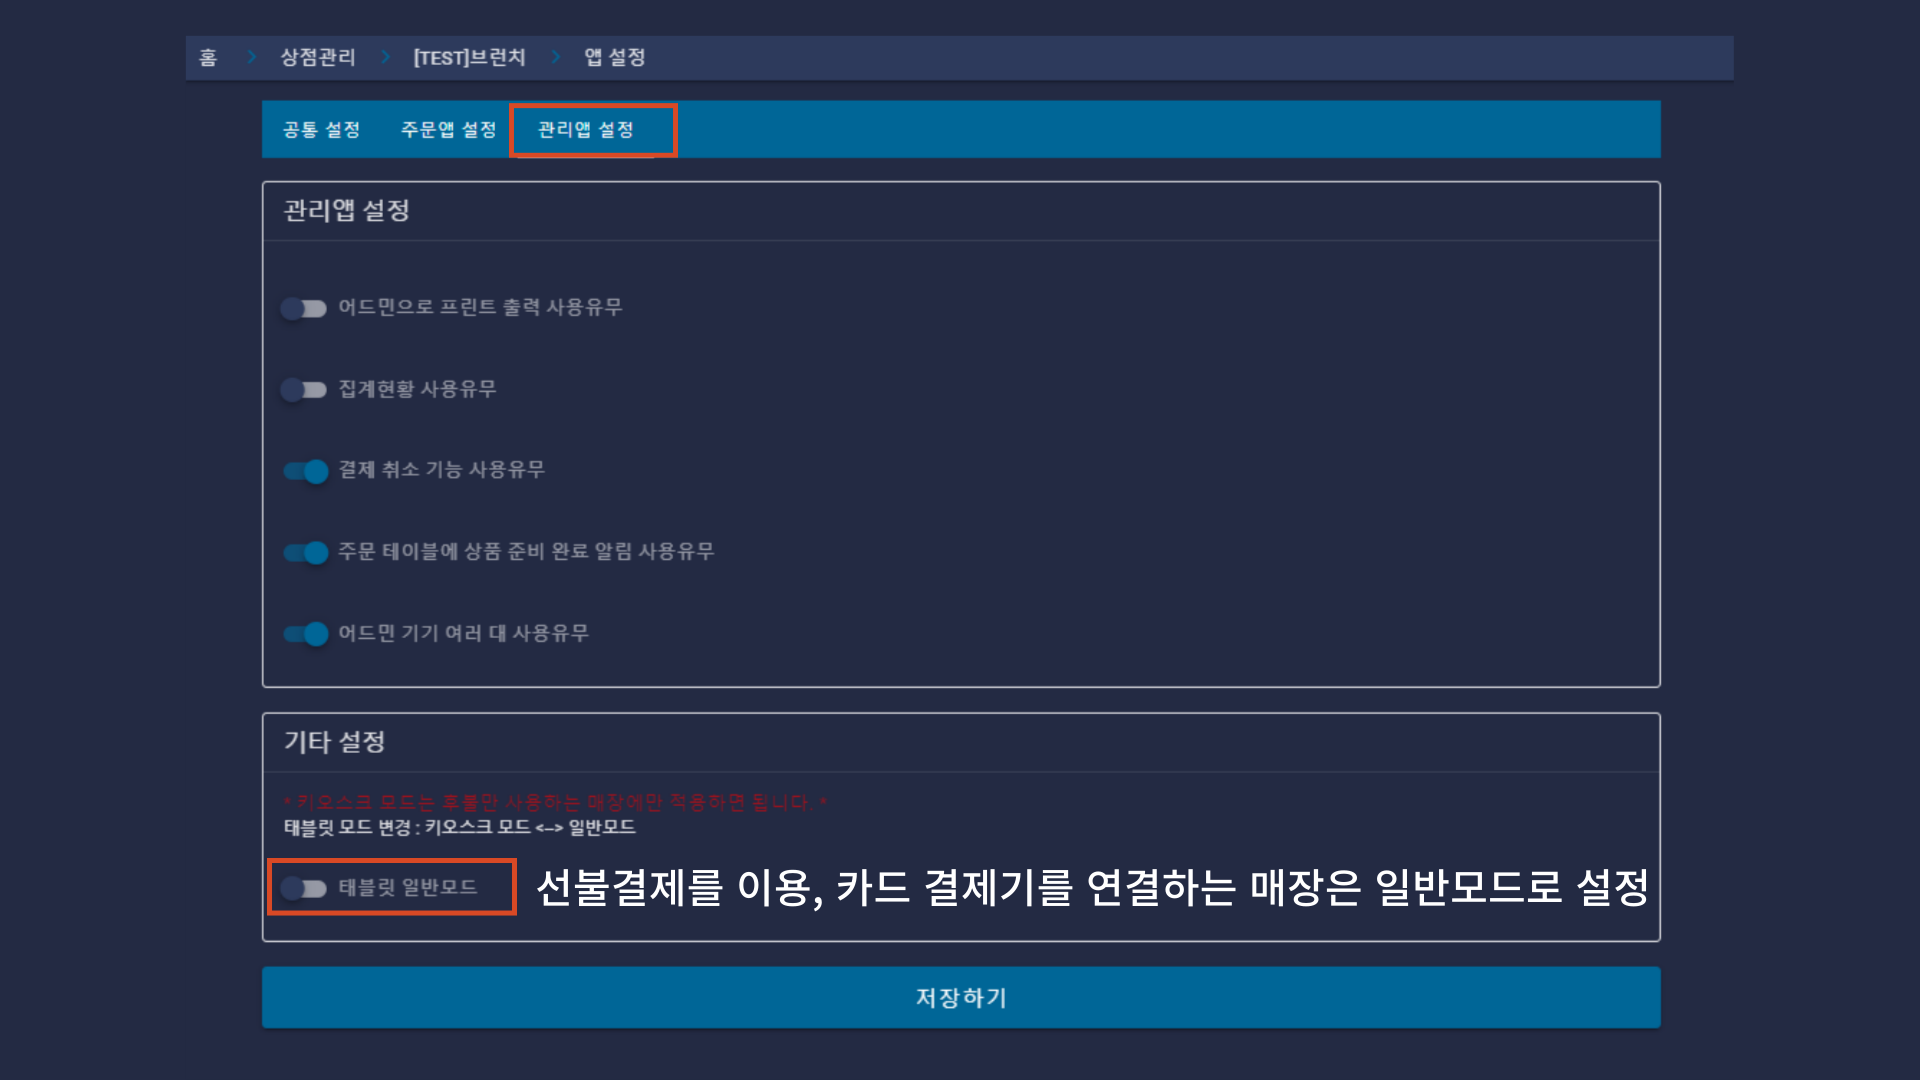 홈 > 상점관리 > [TEST]브런치 > 앱 설정
공통 설정 주문앱 설정 관리앱 설정
관리앱 설정
어드민으로 프린트 출력 사용유무
집계현황 사용유무
결제 취소 기능 사용유무
주문 테이블에 상품 준비 완료 알림 사용유무
어드민 기기 여러 대 사용유무
기타 설정
* 키오스크 모드는 후불만 사용하는 매장에만 적용하면 됩니다. *
태블릿 모드 변경 : 키오스크 모드 <-> 일반모드
태블릿 일반모드 선불결제를 이용, 카드 결제기를 연결하는 매장은 일반모드로 설정
저장하기